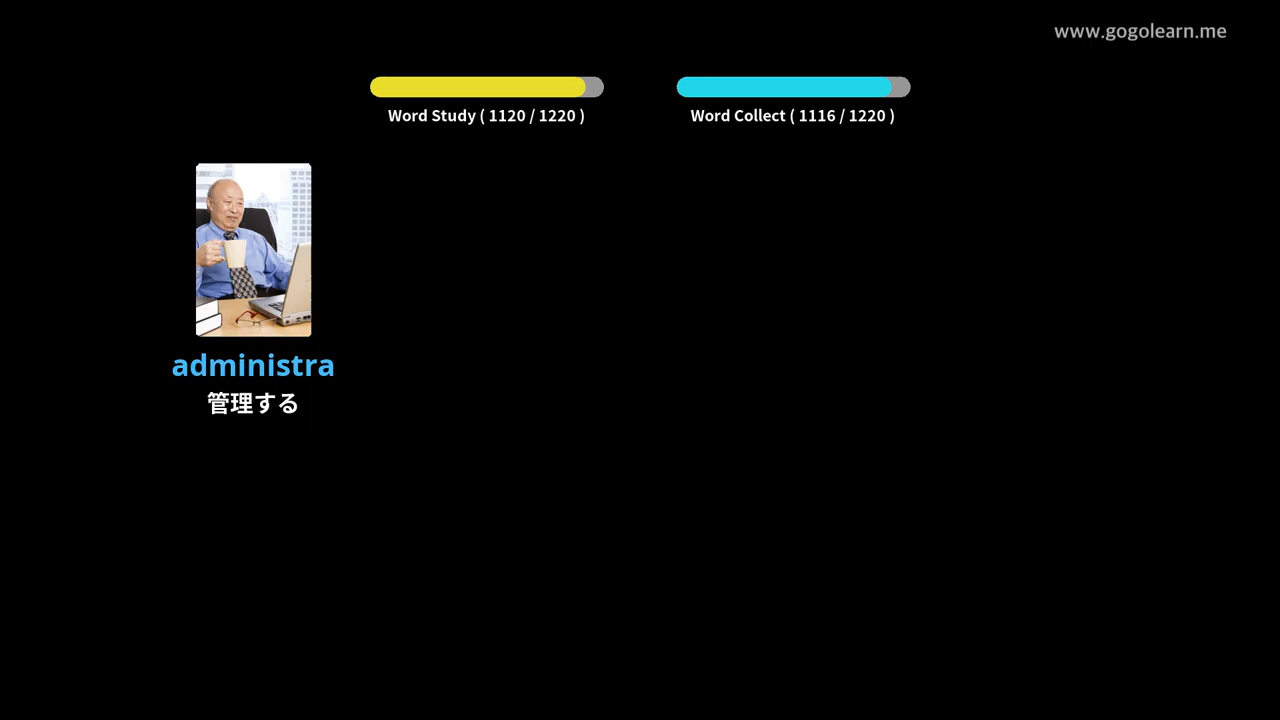 www.gogolearn.me
Word Study ( 1120 / 1220 )
Word Collect ( 1116 / 1220 )
administra
管理する